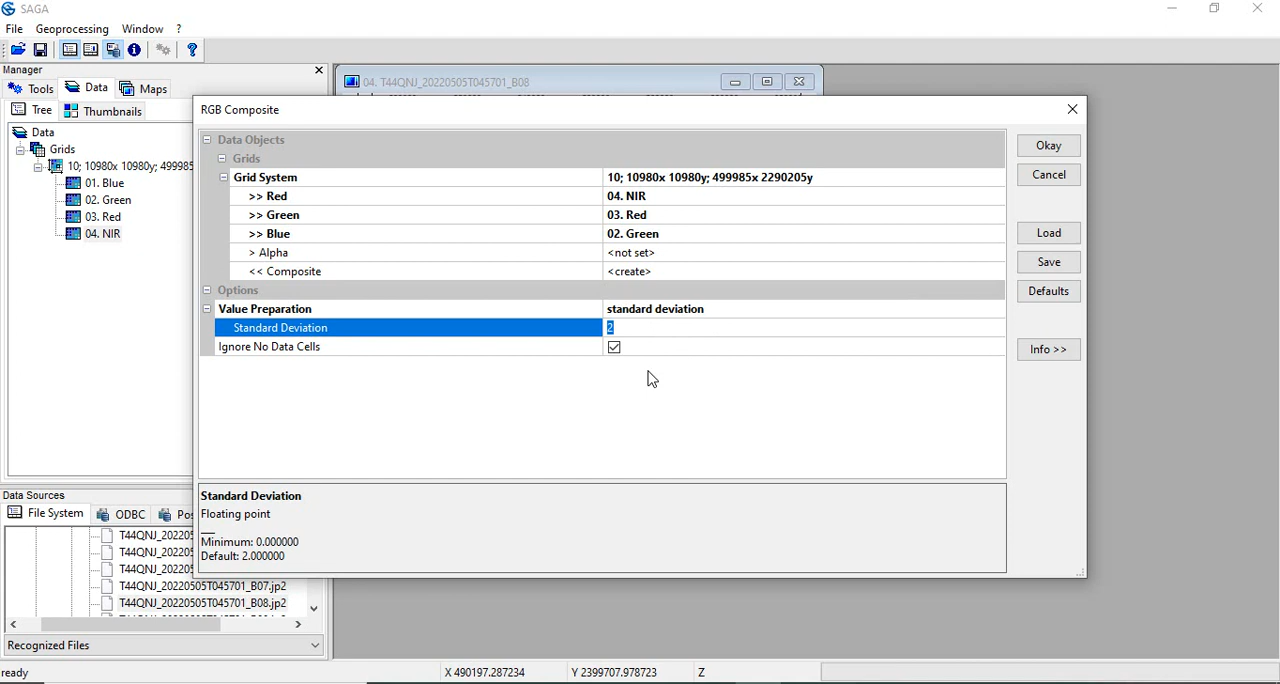 SAGA
File Geoprocessing Window ?
Manager
Tools Data Maps
Tree Thumbnails
Data
Grids
10; 10980x 10980y; 49998
01. Blue
02. Green
03. Red
04. NIR
04. T44QNJ_20220505T045701_B08
RGB Composite
Data Objects
Grids
Grid System 10; 10980x 10980y; 499985x 2290205y
>> Red 04. NIR
>> Green 03. Red
>> Blue 02. Green
> Alpha <not set>
<< Composite <create>
Options
Value Preparation standard deviation
Standard Deviation 2
Ignore No Data Cells
Okay
Cancel
Load
Save
Defaults
Info >>
Standard Deviation
Floating point
Minimum: 0.000000
Default: 2.000000
Data Sources
File System ODBC Pos
T44QNJ_202205
T44QNJ_202205
T44QNJ_202205
T44QNJ_20220505T045701_B07.jp2
T44QNJ_20220505T045701_B08.jp2
Recognized Files
ready X 490197.287234 Y 2399707.978723 Z